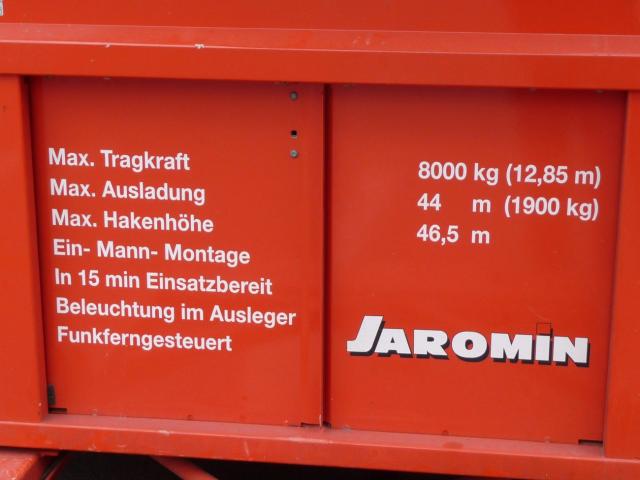 Max. Tragkraft 8000 kg (12,85 m)
Max. Ausladung 44 m (1900 kg)
Max. Hakenhöhe 46,5 m
Ein- Mann- Montage
In 15 min Einsatzbereit
Beleuchtung im Ausleger
Funkferngesteuert
JAROMIN